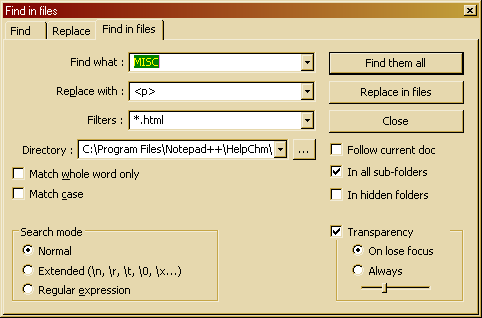 Find in files
Find Replace Find in files
Find what : MISC Find them all
Replace with : <p> Replace in files
Filters : *.html Close
Directory : C:\Program Files\Notepad++\HelpChm\ ... Follow current doc
Match whole word only In all sub-folders
Match case In hidden folders
Search mode Transparency
Normal On lose focus
Extended (\n, \r, \t, \0, \x...) Always
Regular expression